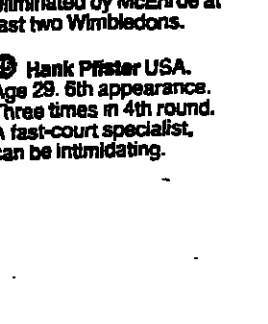 eliminated by McEnroe at
last two Wimbledons.
Hank Pfister USA.
Age 29. 6th appearance.
Three times in 4th round.
A fast-court specialist,
can be intimidating.